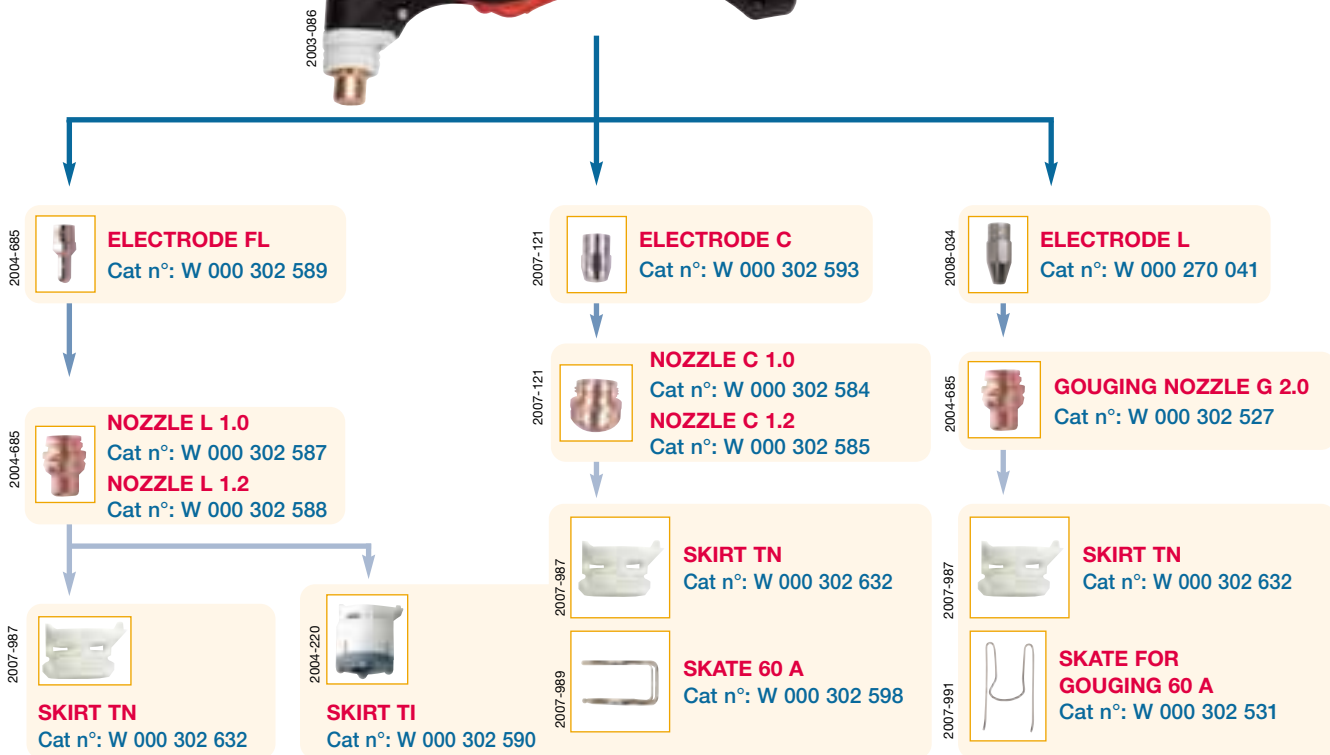 2003-086
2004-685
ELECTRODE FL
Cat n°: W 000 302 589
2004-685
NOZZLE L 1.0
Cat n°: W 000 302 587
NOZZLE L 1.2
Cat n°: W 000 302 588
2007-987
SKIRT TN
Cat n°: W 000 302 632
2004-220
SKIRT TI
Cat n°: W 000 302 590
2007-121
ELECTRODE C
Cat n°: W 000 302 593
2007-121
NOZZLE C 1.0
Cat n°: W 000 302 584
NOZZLE C 1.2
Cat n°: W 000 302 585
2007-987
SKIRT TN
Cat n°: W 000 302 632
2007-989
SKATE 60 A
Cat n°: W 000 302 598
2008-034
ELECTRODE L
Cat n°: W 000 270 041
2004-685
GOUGING NOZZLE G 2.0
Cat n°: W 000 302 527
2007-987
SKIRT TN
Cat n°: W 000 302 632
2007-991
SKATE FOR
GOUGING 60 A
Cat n°: W 000 302 531